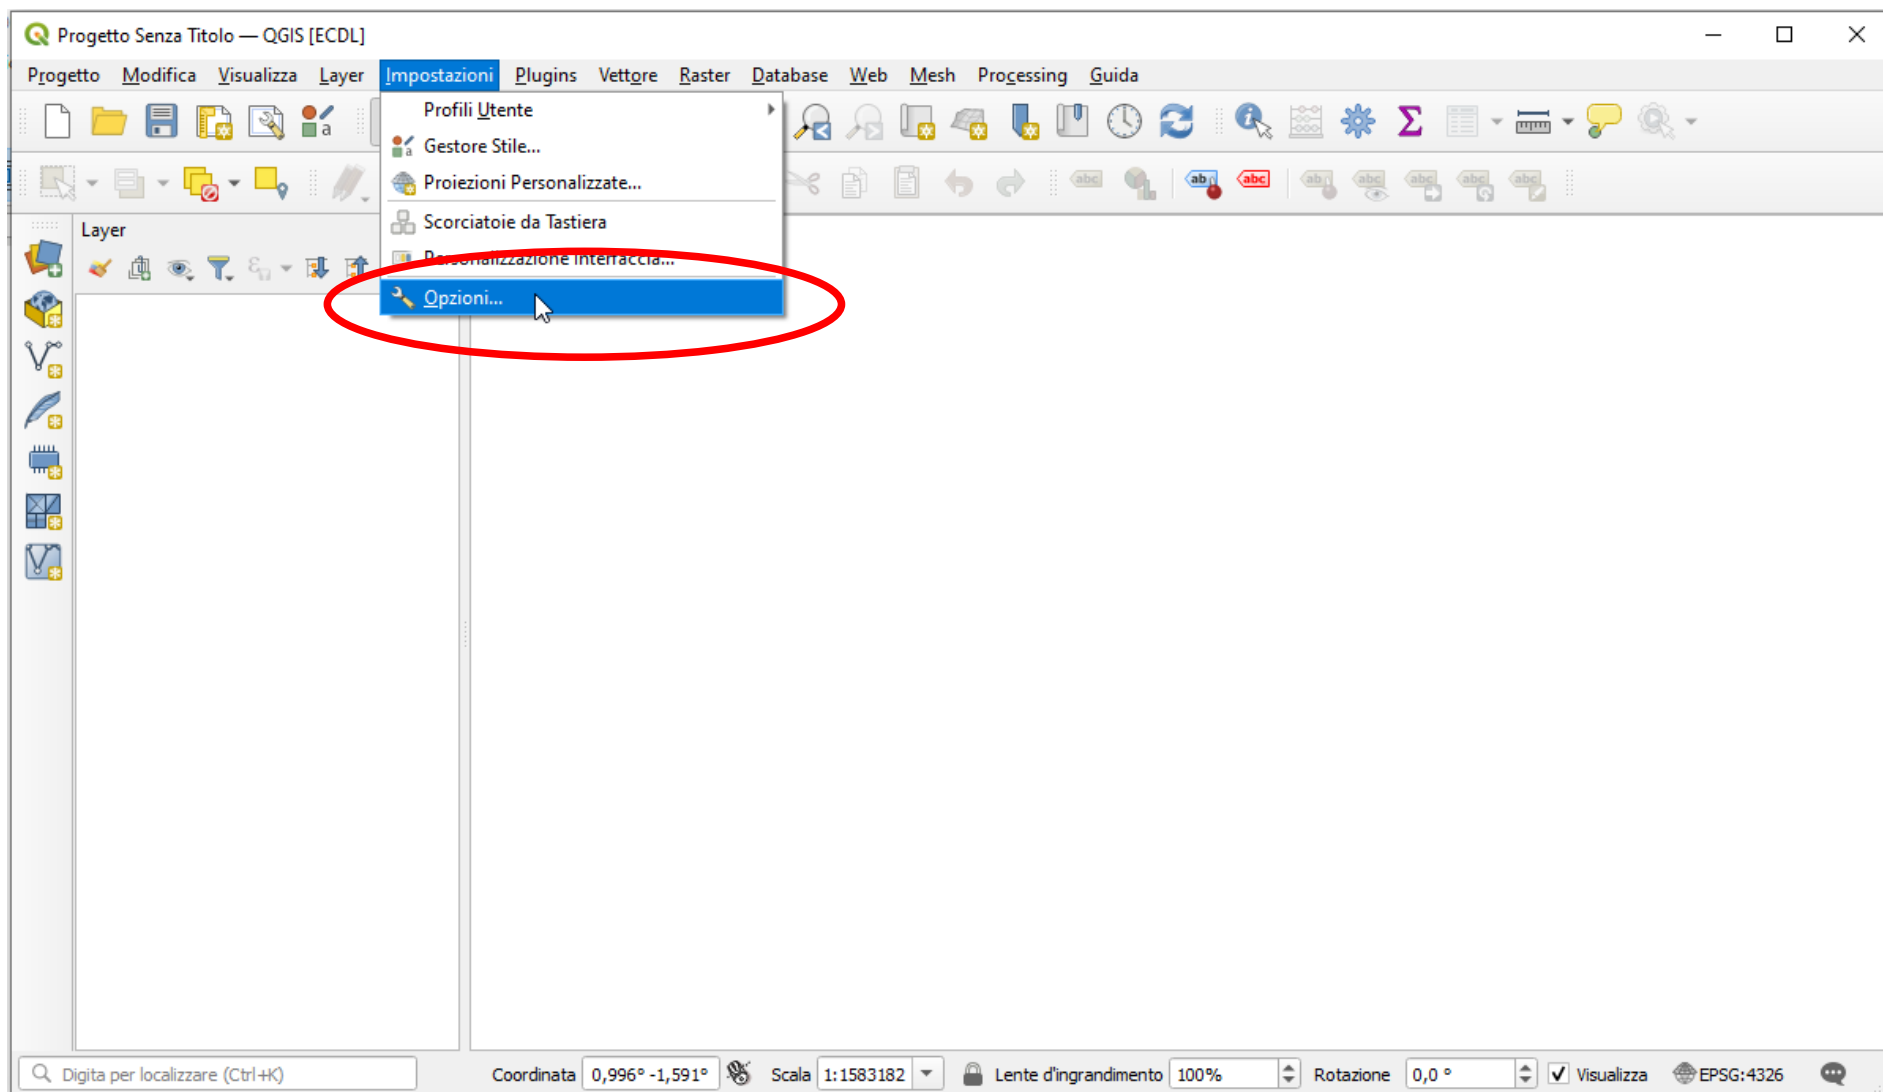 Progetto Senza Titolo — QGIS [ECDL]
Progetto Modifica Visualizza Layer Impostazioni Plugins Vettore Raster Database Web Mesh Processing Guida
Profili Utente
Gestore Stile...
Proiezioni Personalizzate...
Scorciatoie da Tastiera
Personalizzazione Interfaccia...
Opzioni...
Layer
Digita per localizzare (Ctrl+K)
Coordinata 0,996° -1,591° Scala 1:1583182 Lente d'ingrandimento 100% Rotazione 0,0 ° Visualizza EPSG:4326